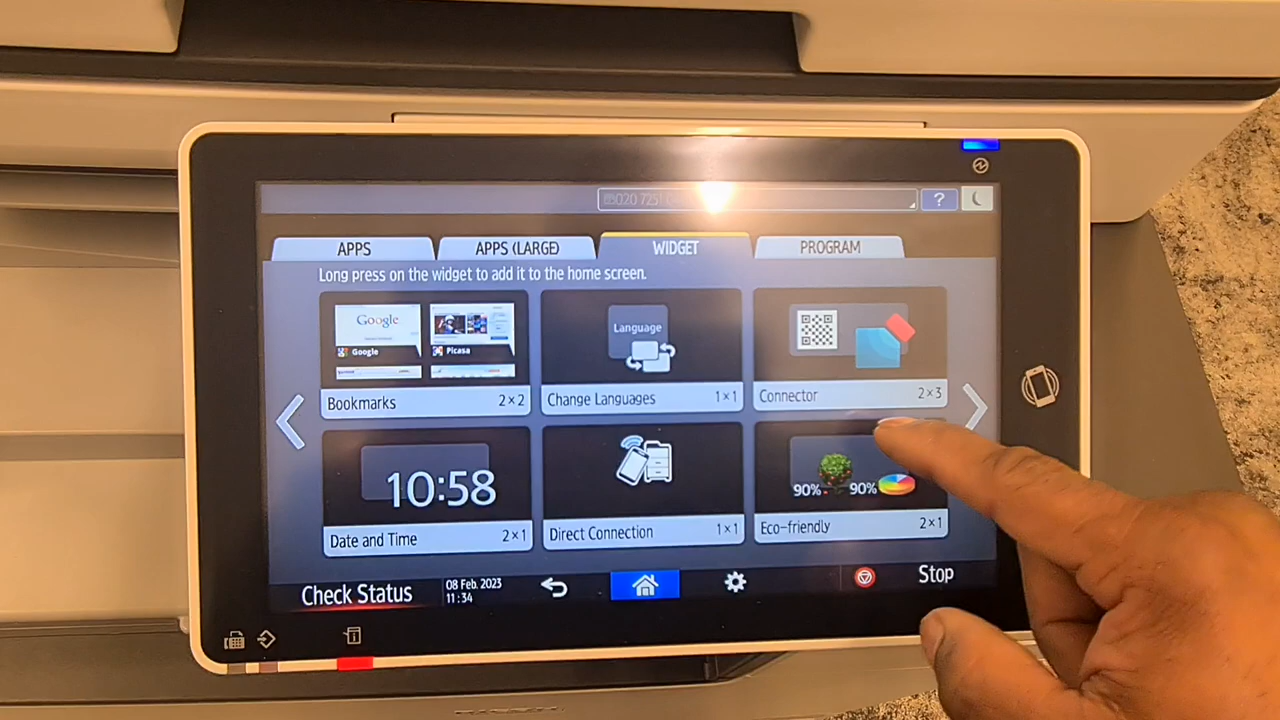 ?
APPS
APPS (LARGE)
WIDGET
PROGRAM
Long press on the widget to add it to the home screen.
Google
Google
Picasa
Bookmarks 2×2
Language
Change Languages 1×1
Connector 2×3
10:58
Date and Time 2×1
Direct Connection 1×1
90% 90%
Eco-friendly 2×1
Check Status
08 Feb. 2023
11:34
Stop